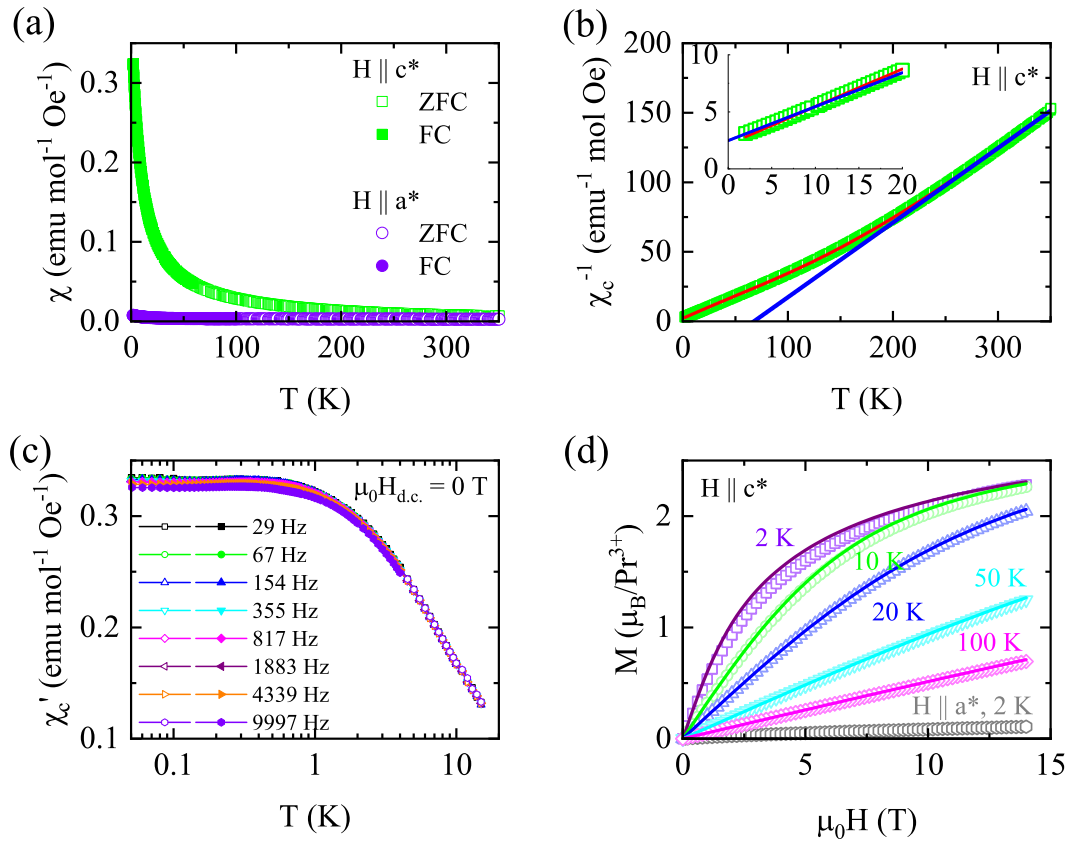 (a)
χ (emu mol⁻¹ Oe⁻¹)
0.3
0.2
0.1
0.0
H || c*
ZFC
FC
H || a*
ZFC
FC
0 100 200 300
T (K)
(b)
χc⁻¹ (emu⁻¹ mol Oe)
200
150
100
50
0
H || c*
10
5
0
0 5 10 15 20
0 100 200 300
T (K)
(c)
χc' (emu mol⁻¹ Oe⁻¹)
0.3
0.2
0.1
μ₀Hd.c. = 0 T
29 Hz
67 Hz
154 Hz
355 Hz
817 Hz
1883 Hz
4339 Hz
9997 Hz
0.1 1 10
T (K)
(d)
M (μB/Pr³⁺)
2
1
0
H || c*
2 K
10 K
20 K
50 K
100 K
H || a*, 2 K
0 5 10 15
μ₀H (T)